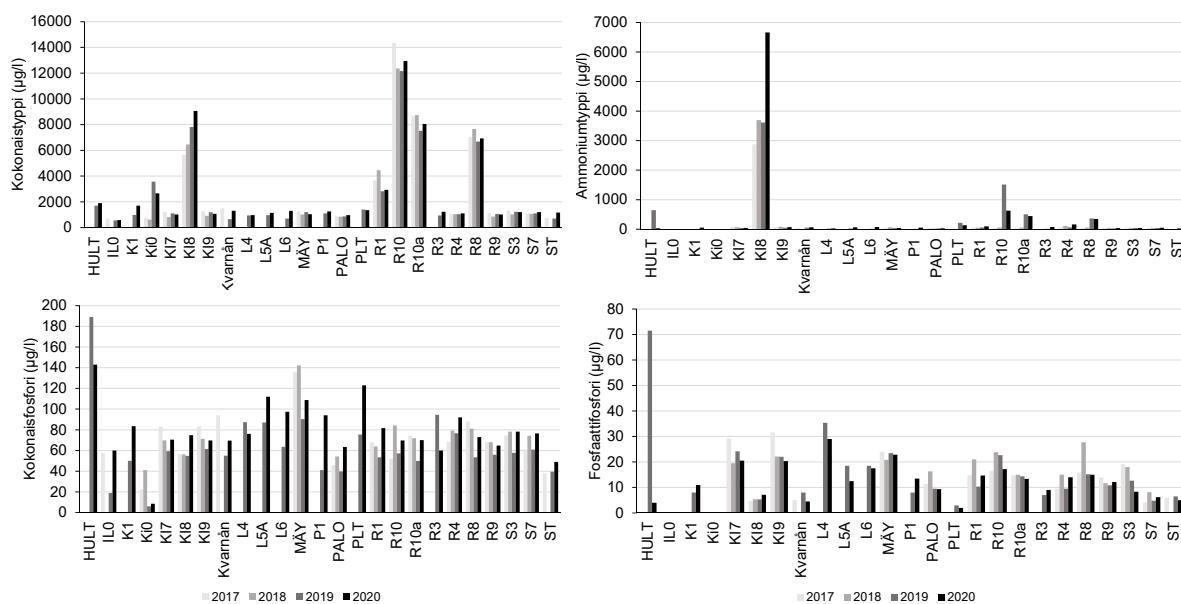 Kokonaistyppi (µg/l)
16000
14000
12000
10000
8000
6000
4000
2000
0
HULT
IL0
K1
Ki0
KI7
KI8
KI9
Kvarnån
L4
L5A
L6
MÄY
P1
PALO
PLT
R1
R10
R10a
R3
R4
R8
R9
S3
S7
ST
Ammoniumtyppi (µg/l)
7000
6000
5000
4000
3000
2000
1000
0
HULT
IL0
K1
Ki0
KI7
KI8
KI9
Kvarnån
L4
L5A
L6
MÄY
P1
PALO
PLT
R1
R10
R10a
R3
R4
R8
R9
S3
S7
ST
Kokonaisfosfori (µg/l)
200
180
160
140
120
100
80
60
40
20
0
HULT
IL0
K1
Ki0
KI7
KI8
KI9
Kvarnån
L4
L5A
L6
MÄY
P1
PALO
PLT
R1
R10
R10a
R3
R4
R8
R9
S3
S7
ST
2017 2018 2019 2020
Fosfaattifosfori (µg/l)
80
70
60
50
40
30
20
10
0
HULT
IL0
K1
Ki0
KI7
KI8
KI9
Kvarnån
L4
L5A
L6
MÄY
P1
PALO
PLT
R1
R10
R10a
R3
R4
R8
R9
S3
S7
ST
2017 2018 2019 2020